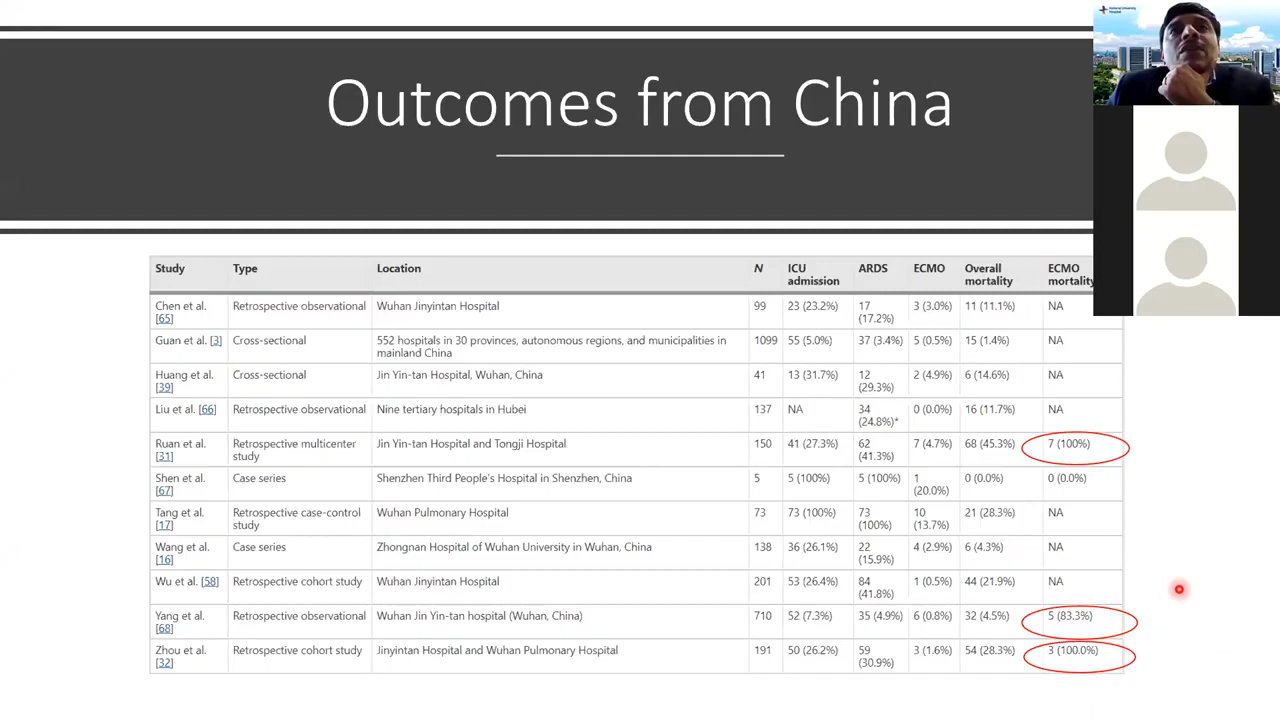 National University
Hospital
Outcomes from China
Study Type Location N ICU admission ARDS ECMO Overall mortality ECMO mortality
Chen et al. [65] Retrospective observational Wuhan Jinyintan Hospital 99 23 (23.2%) 17 (17.2%) 3 (3.0%) 11 (11.1%) NA
Guan et al. [3] Cross-sectional 552 hospitals in 30 provinces, autonomous regions, and municipalities in mainland China 1099 55 (5.0%) 37 (3.4%) 5 (0.5%) 15 (1.4%) NA
Huang et al. [39] Cross-sectional Jin Yin-tan Hospital, Wuhan, China 41 13 (31.7%) 12 (29.3%) 2 (4.9%) 6 (14.6%) NA
Liu et al. [66] Retrospective observational Nine tertiary hospitals in Hubei 137 NA 34 (24.8%)* 0 (0.0%) 16 (11.7%) NA
Ruan et al. [31] Retrospective multicenter study Jin Yin-tan Hospital and Tongji Hospital 150 41 (27.3%) 62 (41.3%) 7 (4.7%) 68 (45.3%) 7 (100%)
Shen et al. [67] Case series Shenzhen Third People's Hospital in Shenzhen, China 5 5 (100%) 5 (100%) 1 (20.0%) 0 (0.0%) 0 (0.0%)
Tang et al. [17] Retrospective case-control study Wuhan Pulmonary Hospital 73 73 (100%) 73 (100%) 10 (13.7%) 21 (28.3%) NA
Wang et al. [16] Case series Zhongnan Hospital of Wuhan University in Wuhan, China 138 36 (26.1%) 22 (15.9%) 4 (2.9%) 6 (4.3%) NA
Wu et al. [58] Retrospective cohort study Wuhan Jinyintan Hospital 201 53 (26.4%) 84 (41.8%) 1 (0.5%) 44 (21.9%) NA
Yang et al. [68] Retrospective observational Wuhan Jin Yin-tan hospital (Wuhan, China) 710 52 (7.3%) 35 (4.9%) 6 (0.8%) 32 (4.5%) 5 (83.3%)
Zhou et al. [32] Retrospective cohort study Jinyintan Hospital and Wuhan Pulmonary Hospital 191 50 (26.2%) 59 (30.9%) 3 (1.6%) 54 (28.3%) 3 (100.0%)